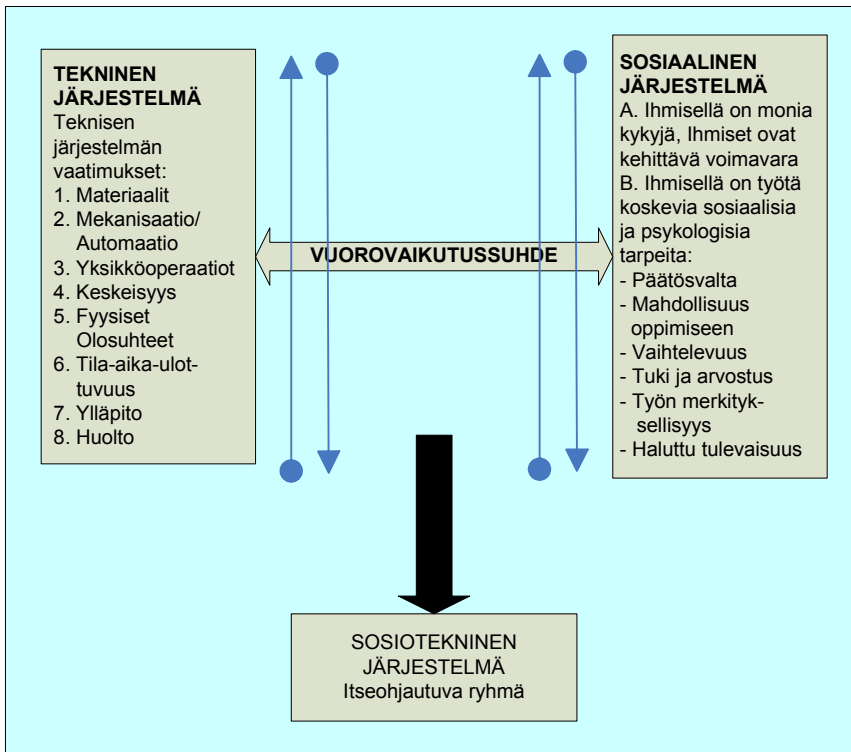 TEKNINEN
JÄRJESTELMÄ
Teknisen
järjestelmän
vaatimukset:
1. Materiaalit
2. Mekanisaatio/
Automaatio
3. Yksikköoperaatiot
4. Keskeisyys
5. Fyysiset
Olosuhteet
6. Tila-aika-ulot-
tuvuus
7. Ylläpito
8. Huolto
VUOROVAIKUTUSSUHDE
SOSIAALINEN
JÄRJESTELMÄ
A. Ihmisellä on monia
kykyjä, Ihmiset ovat
kehittävä voimavara
B. Ihmisellä on työtä
koskevia sosiaalisia
ja psykologisia
tarpeita:
- Päätösvalta
- Mahdollisuus
oppimiseen
- Vaihtelevuus
- Tuki ja arvostus
- Työn merkityk-
sellisyys
- Haluttu tulevaisuus
SOSIOTEKNINEN
JÄRJESTELMÄ
Itseohjautuva ryhmä